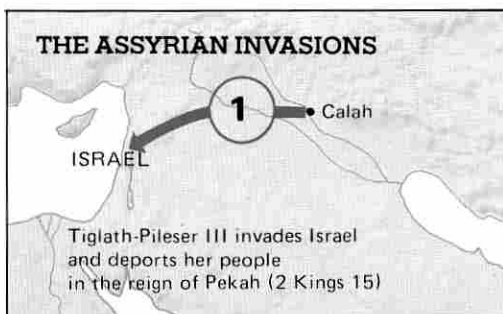 THE ASSYRIAN INVASIONS
1
Calah
ISRAEL
Tiglath-Pileser III invades Israel
and deports her people
in the reign of Pekah (2 Kings 15)